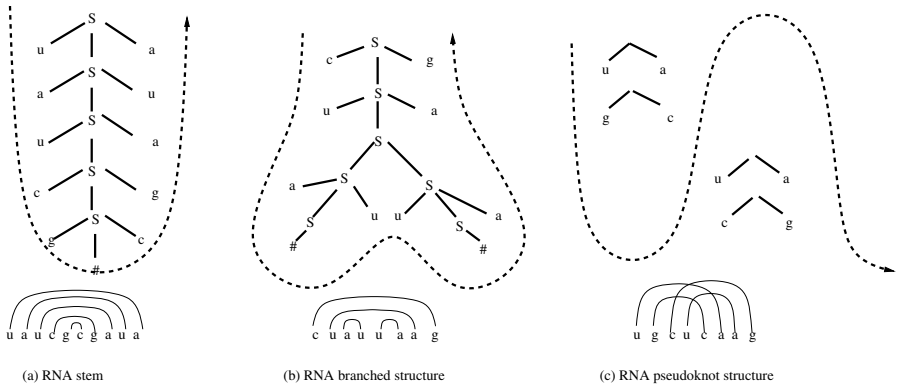 S
u a
S
a u
S
u a
S
c g
S
g c
#
u a u c g c g a u a
(a) RNA stem
S
c g
S
u a
S
S S
a u u a
S S
# #
c u a u u a a g
(b) RNA branched structure
u a
g c
u a
c g
u g c u c a a g
(c) RNA pseudoknot structure